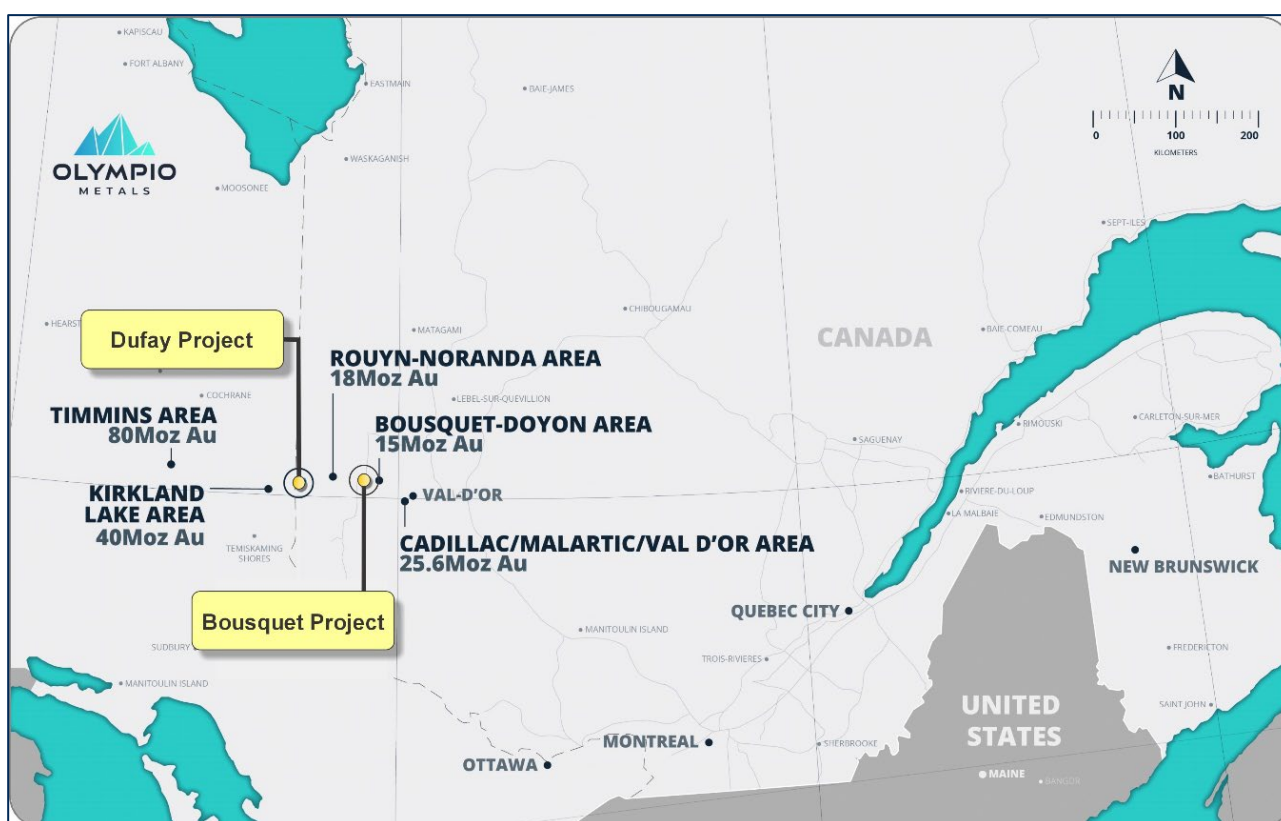 KAPISCAU
FORT ALBANY
EASTMAIN
BAIE-JAMES
N
0 100 200
KILOMETERS
OLYMPIO
METALS
WASKAGANISH
MOOSONEE
SEPT-ILES
HEARST
Dufay Project
MATAGAMI
CHIBOUGAMAU
CANADA
BAIE-COMEAU
ROUYN-NORANDA AREA
18Moz Au
COCHRANE
LEBEL-SUR-QUEVILLION
TIMMINS AREA
80Moz Au
BOUSQUET-DOYON AREA
15Moz Au
SAGUENAY
RIMOUSKI
CARLETON-SUR-MER
BATHURST
KIRKLAND
LAKE AREA
40Moz Au
VAL-D'OR
RIVIERE-DU-LOUP
LA MALBAIE
EDMUNDSTON
TEMISKAMING
SHORES
CADILLAC/MALARTIC/VAL D'OR AREA
25.6Moz Au
NEW BRUNSWICK
Bousquet Project
QUEBEC CITY
MANITOULIN ISLAND
SUDBURY
TROIS-RIVIERES
FREDERICTON
MANITOULIN ISLAND
UNITED
STATES
SAINT JOHN
MONTREAL
SHERBROOKE
OTTAWA
MAINE
BANGOR